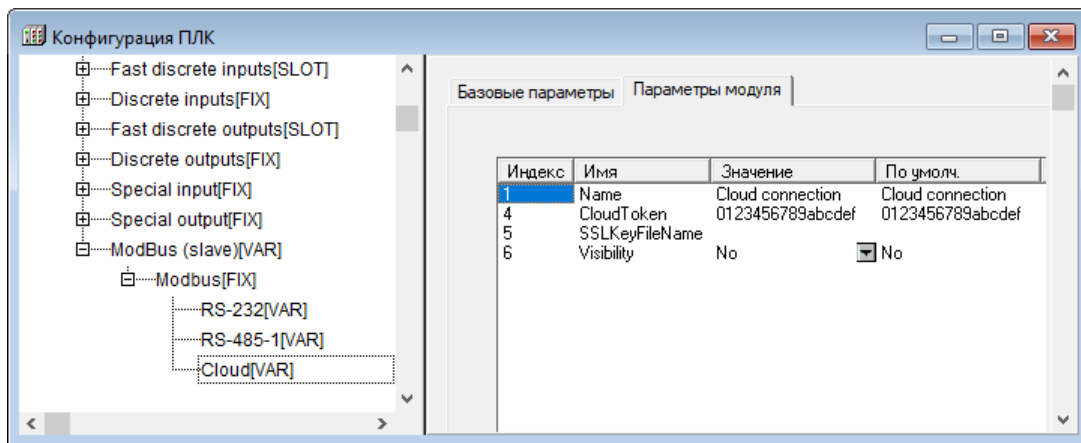 Конфигурация ПЛК
Fast discrete inputs[SLOT]
Discrete inputs[FIX]
Fast discrete outputs[SLOT]
Discrete outputs[FIX]
Special input[FIX]
Special output[FIX]
ModBus (slave)[VAR]
Modbus[FIX]
RS-232[VAR]
RS-485-1[VAR]
Cloud[VAR]
Базовые параметры Параметры модуля
Индекс Имя Значение По умолч.
1 Name Cloud connection Cloud connection
4 CloudToken 0123456789abcdef 0123456789abcdef
5 SSLKeyFileName
6 Visibility No No